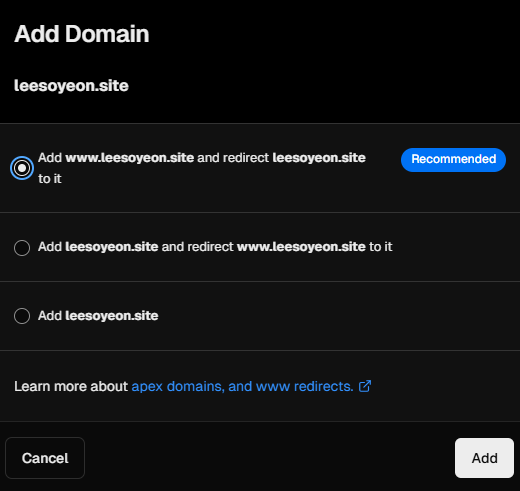 Add Domain
leesoyeon.site
Add www.leesoyeon.site and redirect leesoyeon.site
to it
Recommended
Add leesoyeon.site and redirect www.leesoyeon.site to it
Add leesoyeon.site
Learn more about apex domains, and www redirects.
Cancel
Add